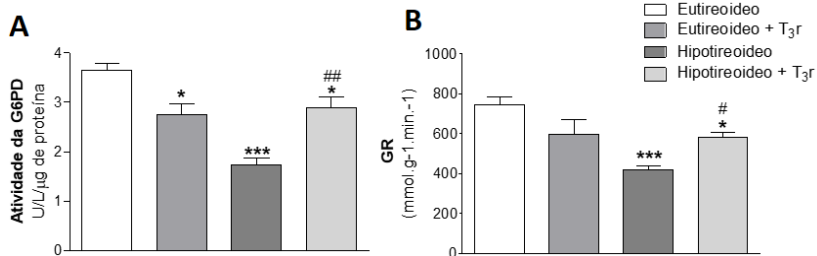 A
Atividade da G6PD
U/L/µg de proteína
4
3
2
1
0
*
***
##
*
B
Eutireoideo
Eutireoideo + T₃r
Hipotireoideo
Hipotireoideo + T₃r
GR
(mmol.g-1.min.-1)
1000
800
600
400
200
0
***
#
*